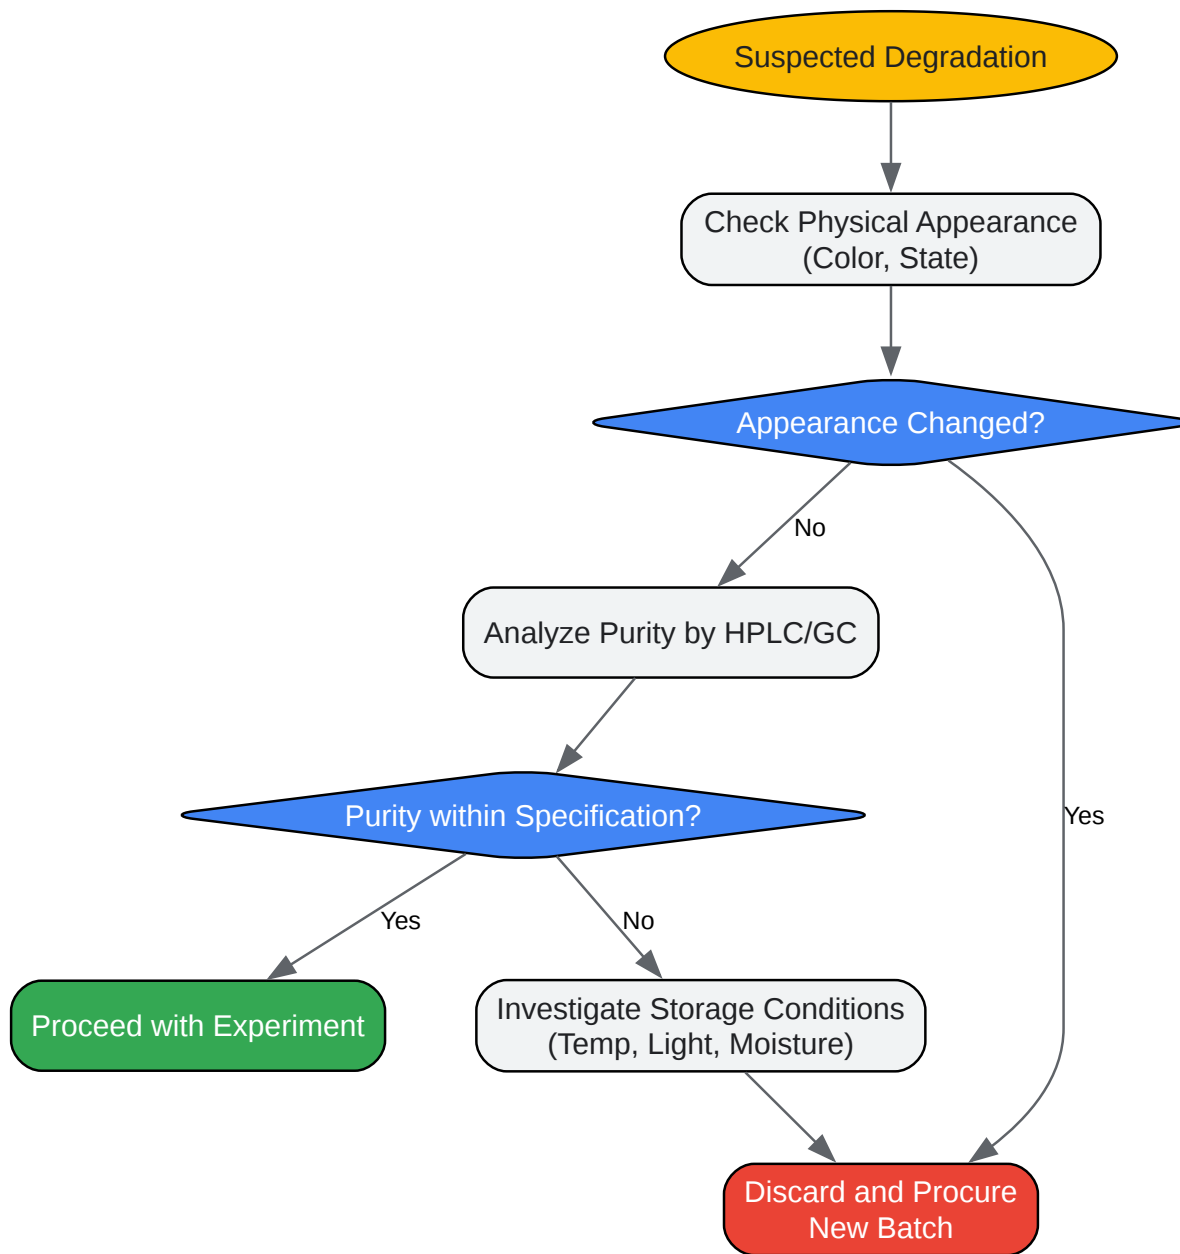 Suspected Degradation
Check Physical Appearance
(Color, State)
Appearance Changed?
No
Analyze Purity by HPLC/GC
Purity within Specification?
Yes
Yes
No
Proceed with Experiment
Investigate Storage Conditions
(Temp, Light, Moisture)
Discard and Procure
New Batch